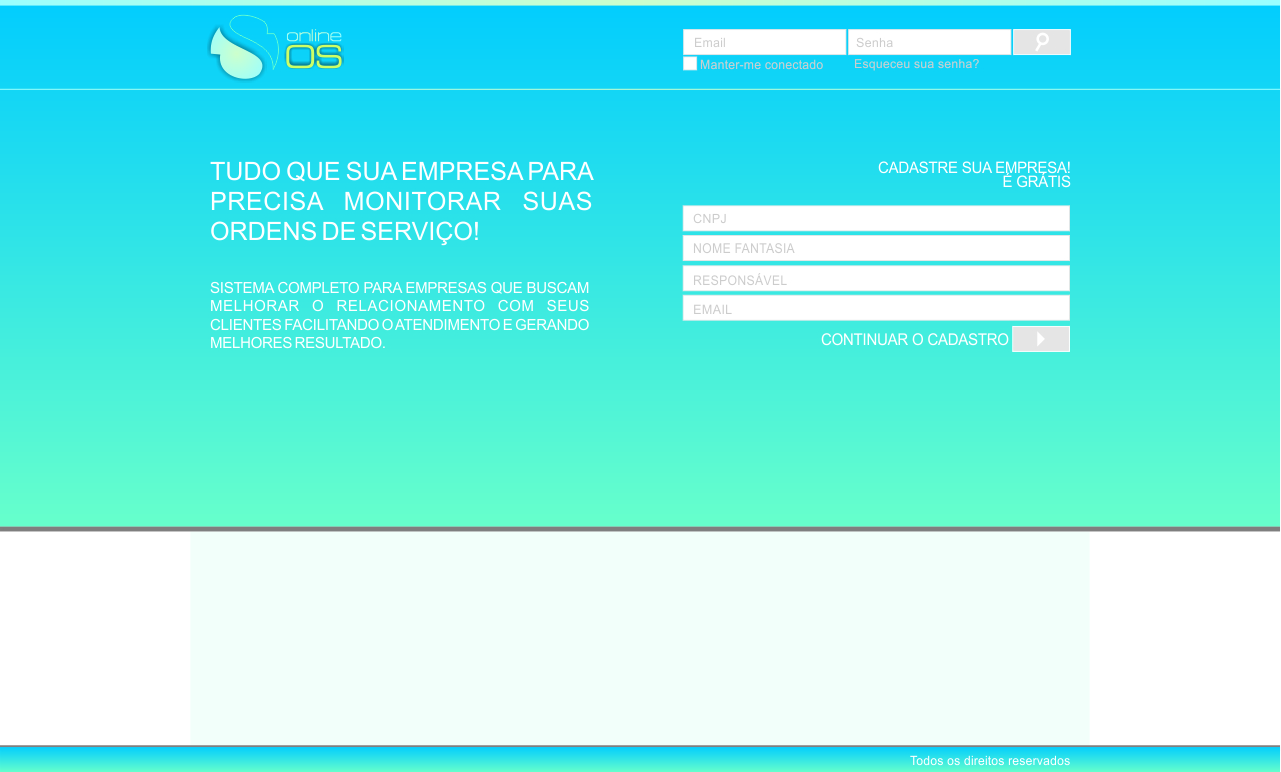 online
OS
Email
Senha
Manter-me conectado
Esqueceu sua senha?
TUDO QUE SUA EMPRESA PARA
PRECISA MONITORAR SUAS
ORDENS DE SERVIÇO!
SISTEMA COMPLETO PARA EMPRESAS QUE BUSCAM
MELHORAR O RELACIONAMENTO COM SEUS
CLIENTES FACILITANDO O ATENDIMENTO E GERANDO
MELHORES RESULTADO.
CADASTRE SUA EMPRESA!
É GRÁTIS
CNPJ
NOME FANTASIA
RESPONSÁVEL
EMAIL
CONTINUAR O CADASTRO
Todos os direitos reservados